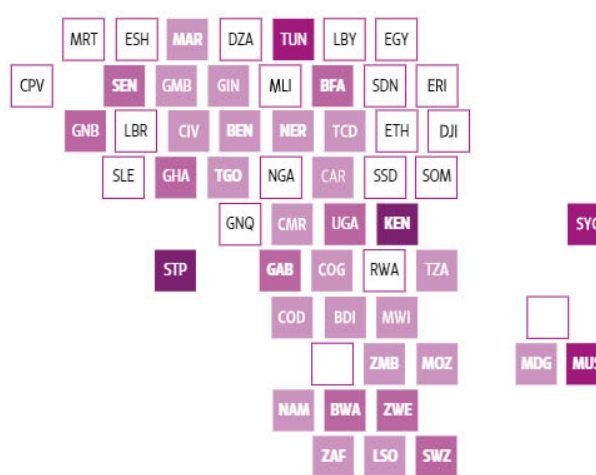 MRT ESH MAR DZA TUN LBY EGY
CPV SEN GMB GIN MLI BFA SDN ERI
GNB LBR CIV BEN NER TCD ETH DJI
SLE GHA TGO NGA CAR SSD SOM
GNQ CMR UGA KEN SYC
STP GAB COG RWA TZA
COD BDI MWI
ZMB MOZ MDG MUS
NAM BWA ZWE
ZAF LSO SWZ